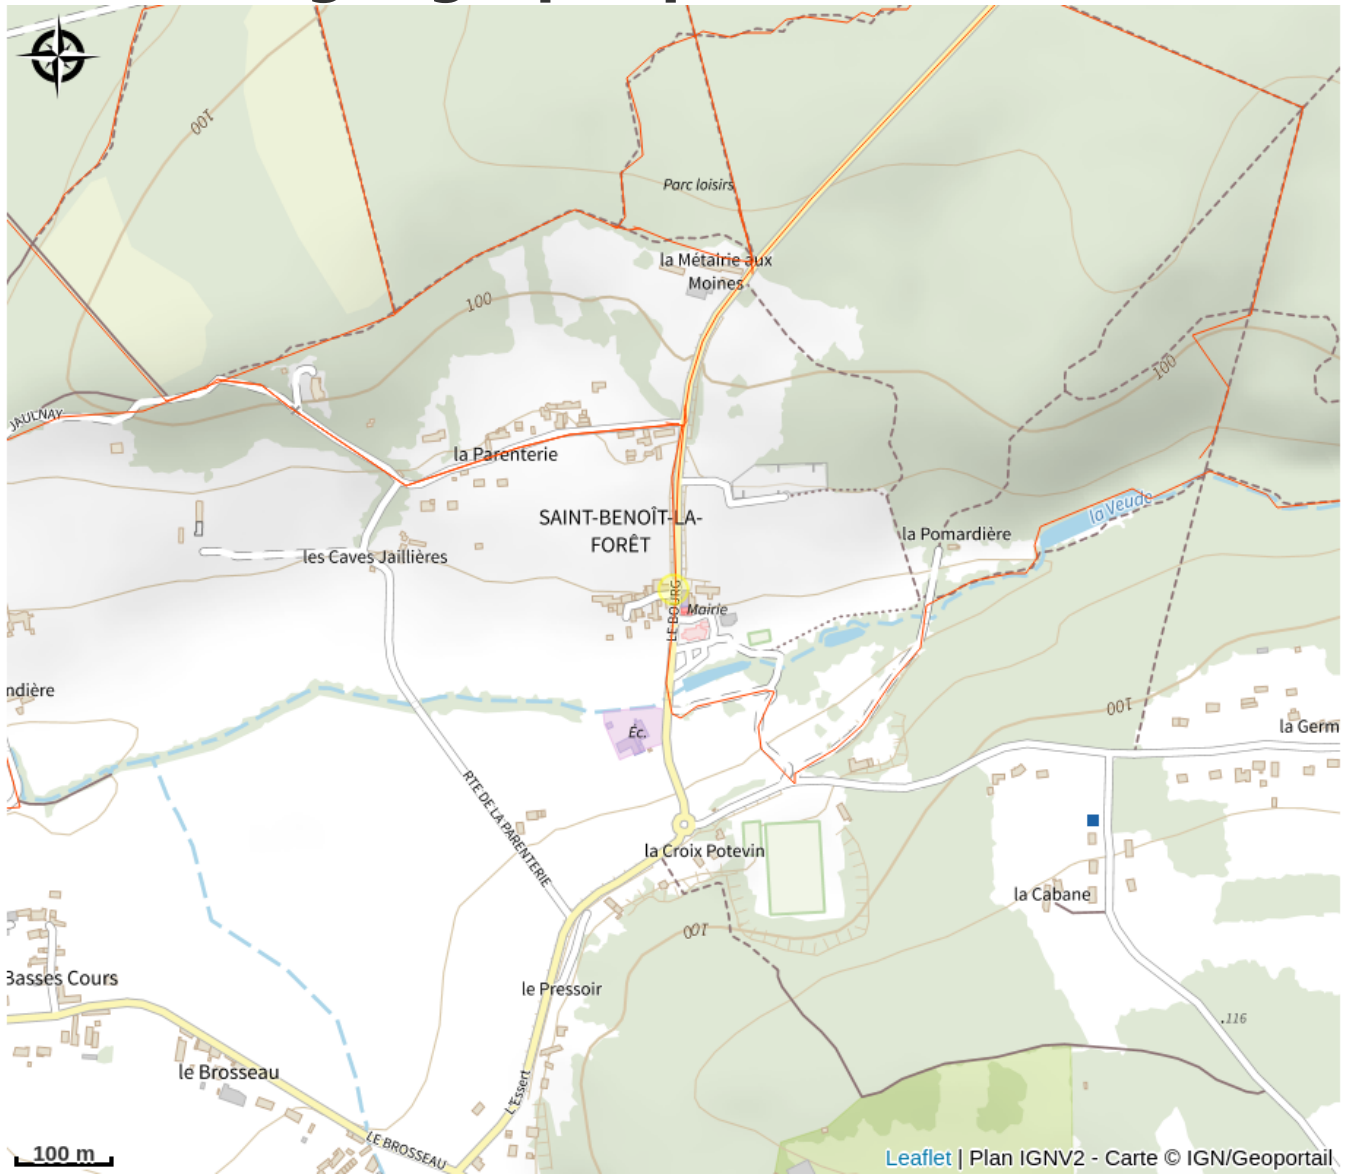 100
Parc loisirs
la Métairie aux
Moines
100
100
JAULNAY
la Parenterie
SAINT-BENOÎT-LA-
FORÊT
la Veude
la Pomardière
les Caves Jaillières
LE BOURG
Mairie
ndière
100
la Germ
Éc.
RTE DE LA PARENTERIE
la Croix Potevin
la Cabane
100
Basses Cours
le Pressoir
116
le Brosseau
L'Essert
LE BROSSEAU
100 m
Leaflet | Plan IGNV2 - Carte © IGN/Geoportail